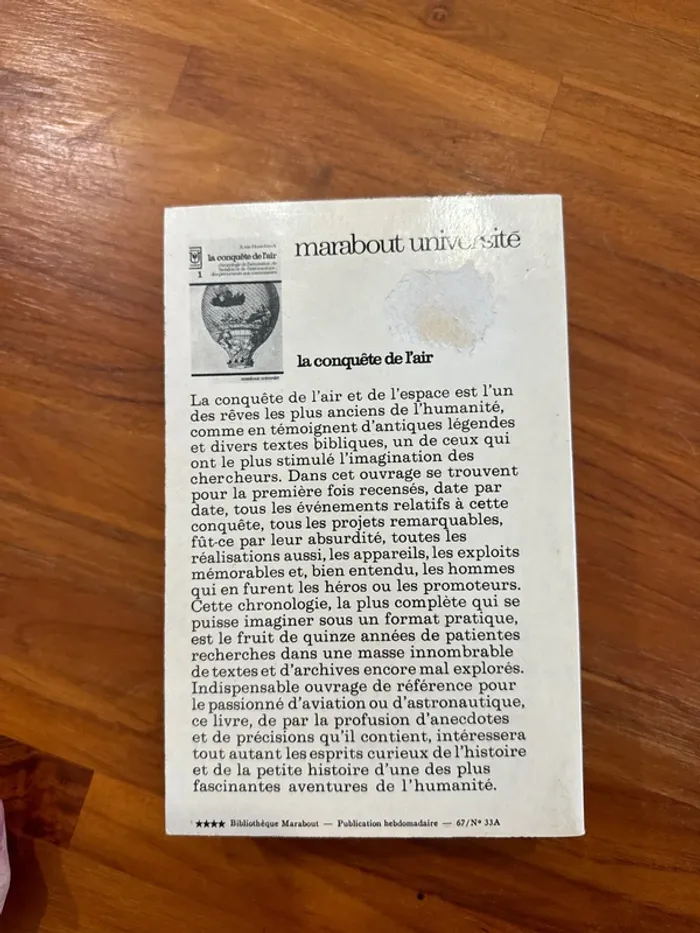 marabout université
la conquête de l'air
1
la conquête de l'air
La conquête de l'air et de l'espace est l'un
des rêves les plus anciens de l'humanité,
comme en témoignent d'antiques légendes
et divers textes bibliques, un de ceux qui
ont le plus stimulé l'imagination des
chercheurs. Dans cet ouvrage se trouvent
pour la première fois recensés, date par
date, tous les événements relatifs à cette
conquête, tous les projets remarquables,
fût-ce par leur absurdité, toutes les
réalisations aussi, les appareils, les exploits
mémorables et, bien entendu, les hommes
qui en furent les héros ou les promoteurs.
Cette chronologie, la plus complète qui se
puisse imaginer sous un format pratique,
est le fruit de quinze années de patientes
recherches dans une masse innombrable
de textes et d'archives encore mal explorés.
Indispensable ouvrage de référence pour
le passionné d'aviation ou d'astronautique,
ce livre, de par la profusion d'anecdotes
et de précisions qu'il contient, intéressera
tout autant les esprits curieux de l'histoire
et de la petite histoire d'une des plus
fascinantes aventures de l'humanité.
★★★★ Bibliothèque Marabout — Publication hebdomadaire — 67/Nº 33A